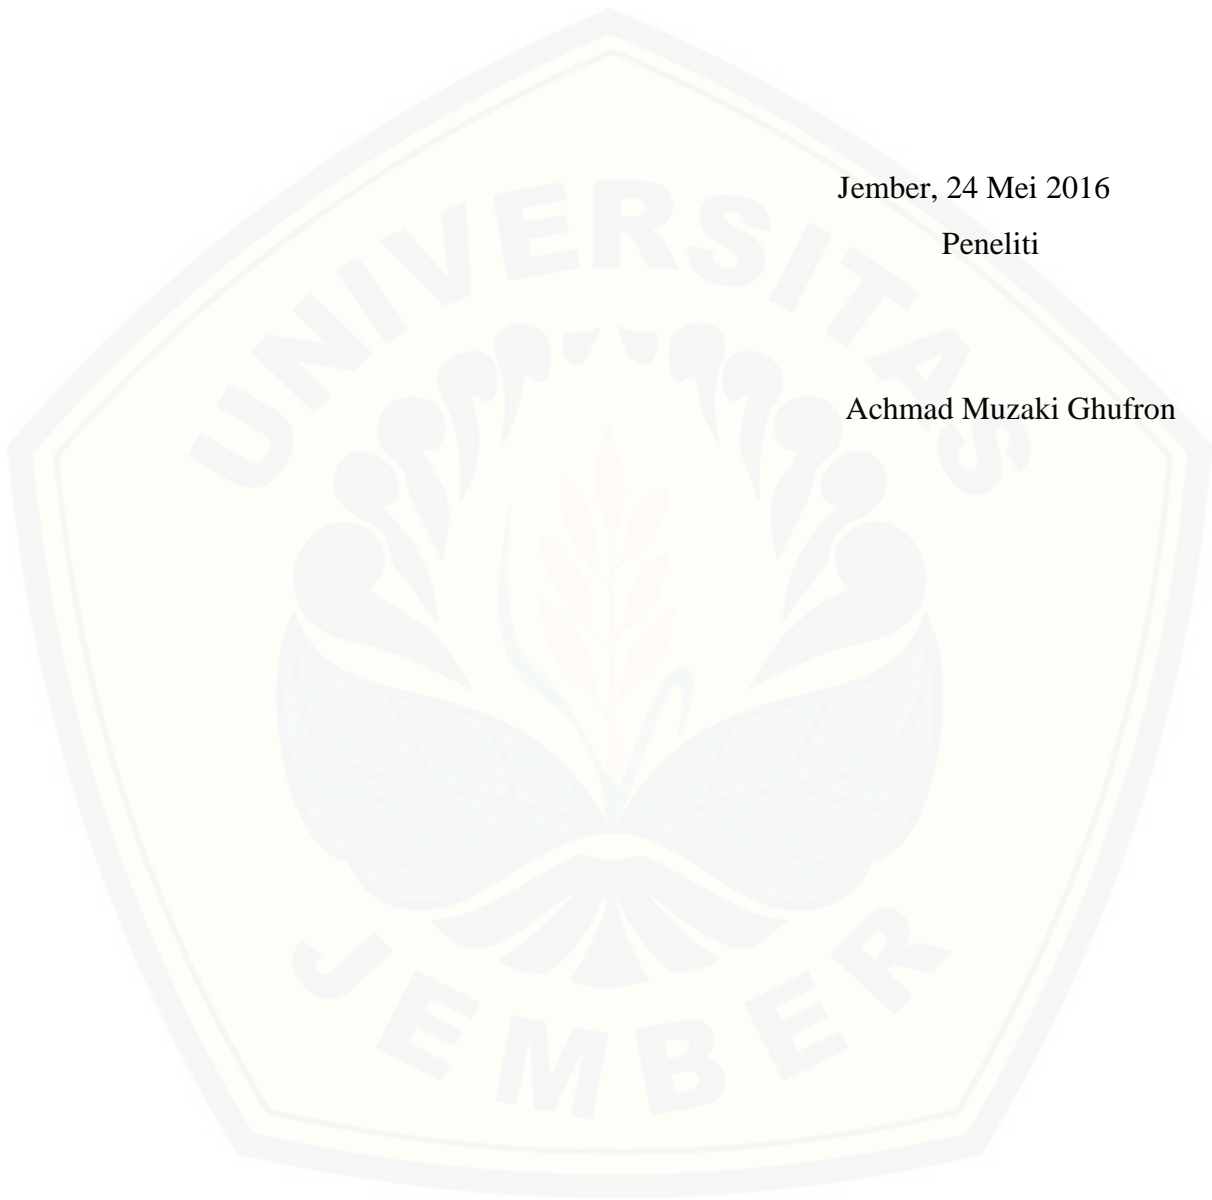 Jember, 24 Mei 2016
Peneliti
Achmad Muzaki Ghufron
UNIVERSITAS
JEMBER